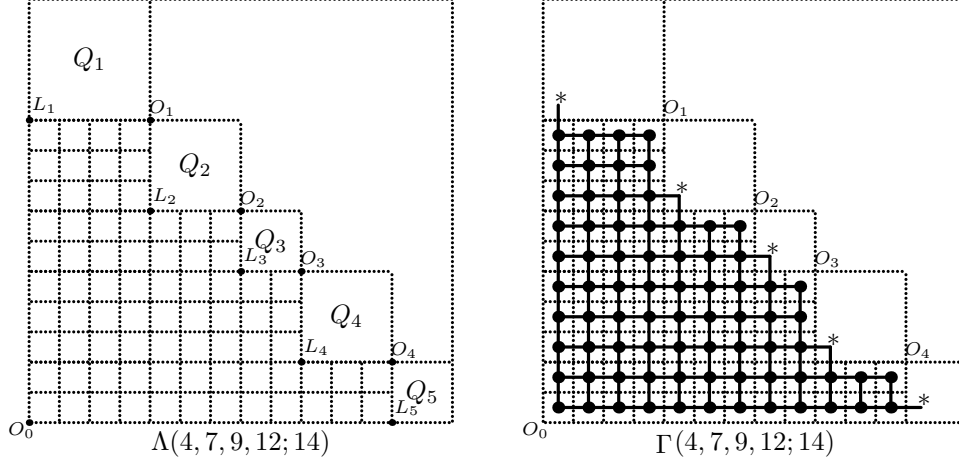 Q₁
L₁ O₁ * O₁
Q₂ *
L₂ O₂ O₂
Q₃ *
L₃ O₃ O₃
Q₄ *
L₄ O₄ O₄
Q₅ *
L₅
O₀ O₀
Λ(4, 7, 9, 12; 14) Γ(4, 7, 9, 12; 14)